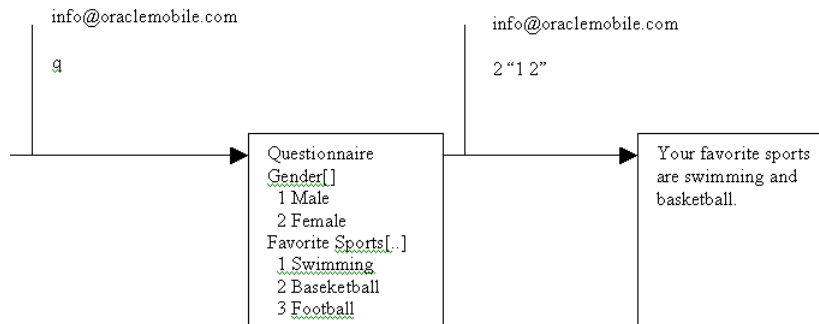 info@oraclemobile.com
q
info@oraclemobile.com
2 “1 2”
Questionnaire
Gender[]
1 Male
2 Female
Favorite Sports[..]
1 Swimming
2 Baseketball
3 Football
Your favorite sports
are swimming and
basketball.